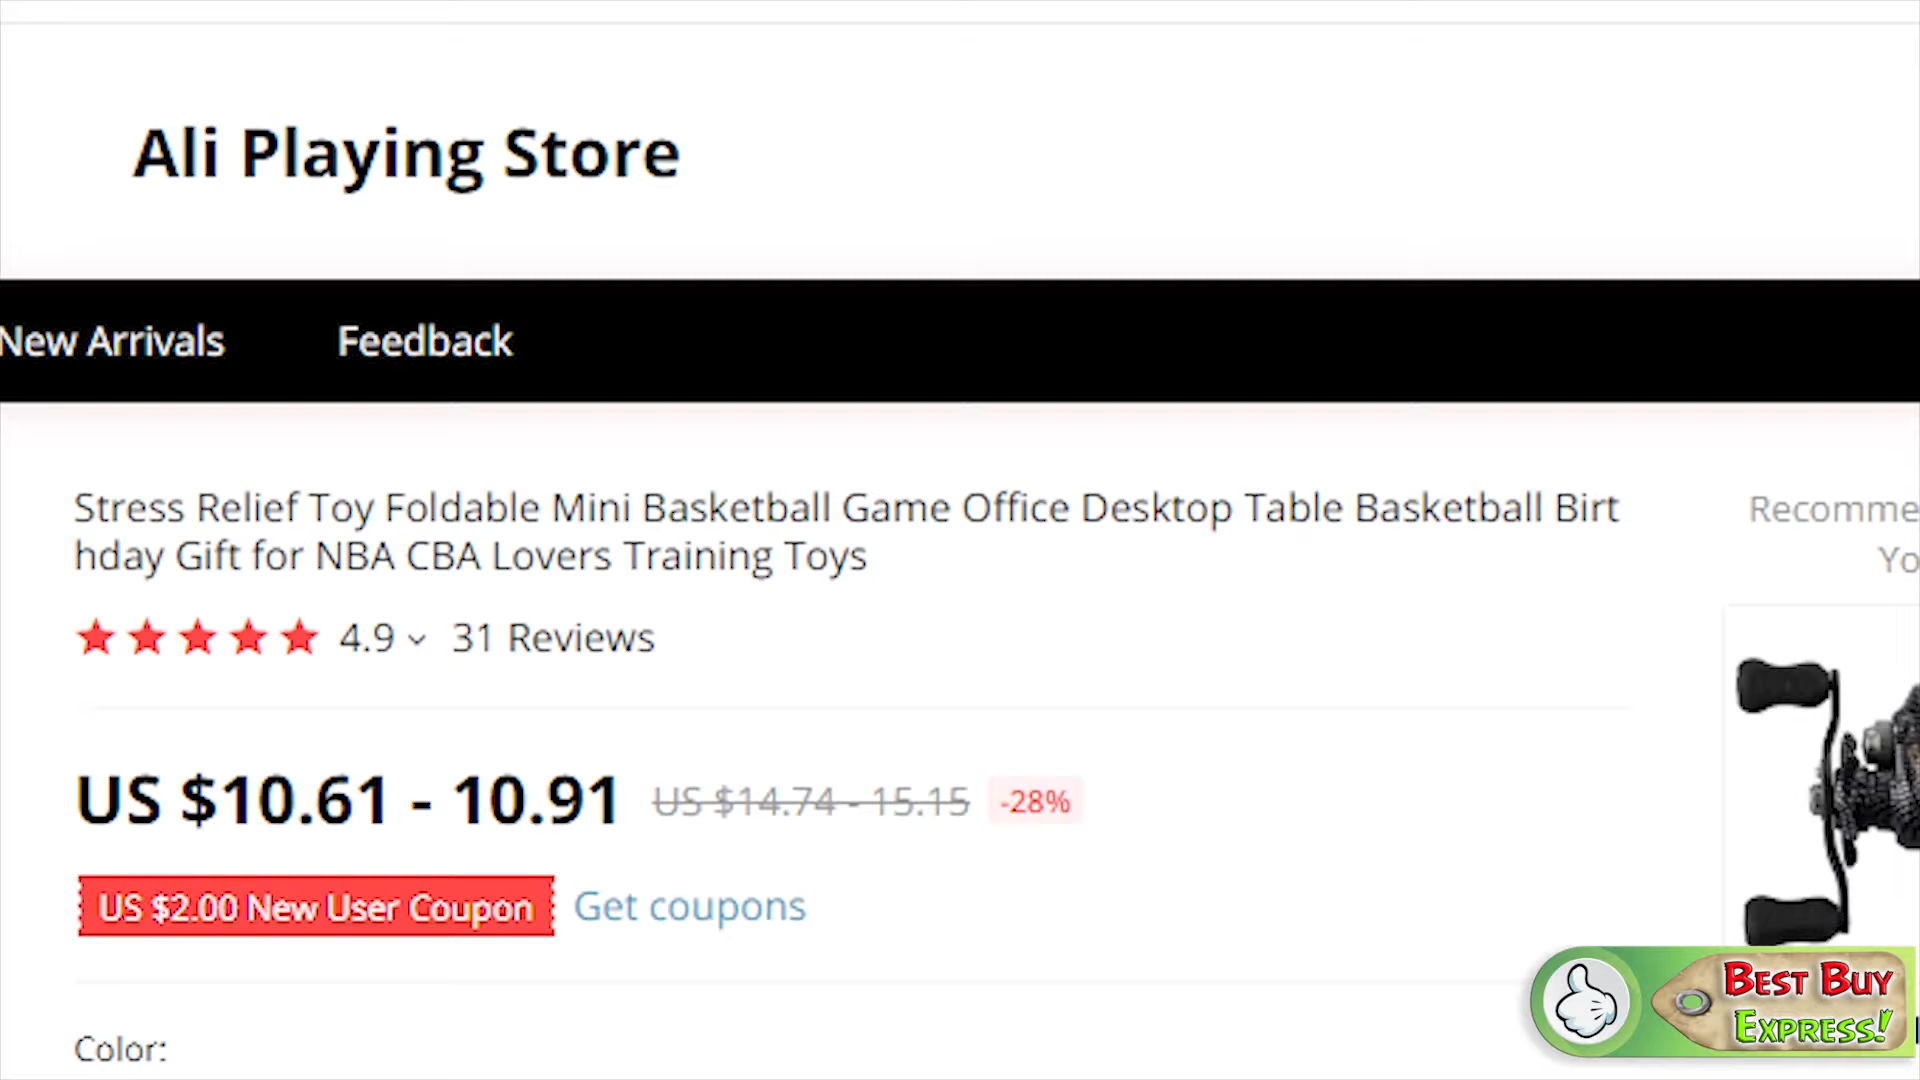 Ali Playing Store
New Arrivals
Feedback
Stress Relief Toy Foldable Mini Basketball Game Office Desktop Table Basketball Birt
hday Gift for NBA CBA Lovers Training Toys
Recomme
Yo
4.9
31 Reviews
US $10.61 - 10.91
US $14.74 - 15.15
-28%
US $2.00 New User Coupon
Get coupons
Color:
BEST BUY
EXPRESS!